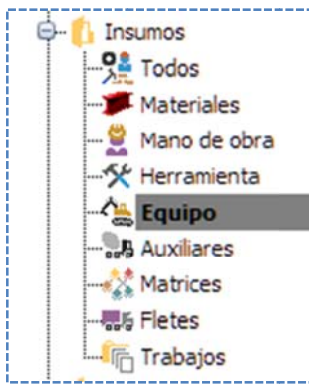 Insumos
Todos
Materiales
Mano de obra
Herramienta
Equipo
Auxiliares
Matrices
Fletes
Trabajos